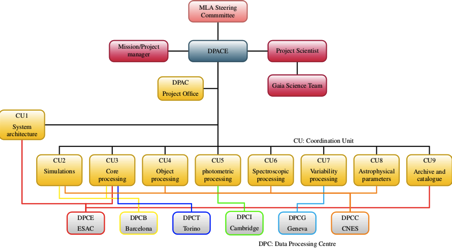 MLA Steering
Commmittee
Mission/Project
manager
DPACE
Project Scientist
Gaia Science Team
DPAC
Project Office
CU1
System
architecture
CU: Coordination Unit
CU2
Simulations
CU3
Core
processing
CU4
Object
processing
CU5
photometric
processing
CU6
Spectroscopic
processing
CU7
Variability
processing
CU8
Astrophysical
parameters
CU9
Archive and
catalogue
DPCE
ESAC
DPCB
Barcelona
DPCT
Torino
DPCI
Cambridge
DPCG
Geneva
DPCC
CNES
DPC: Data Processing Centre